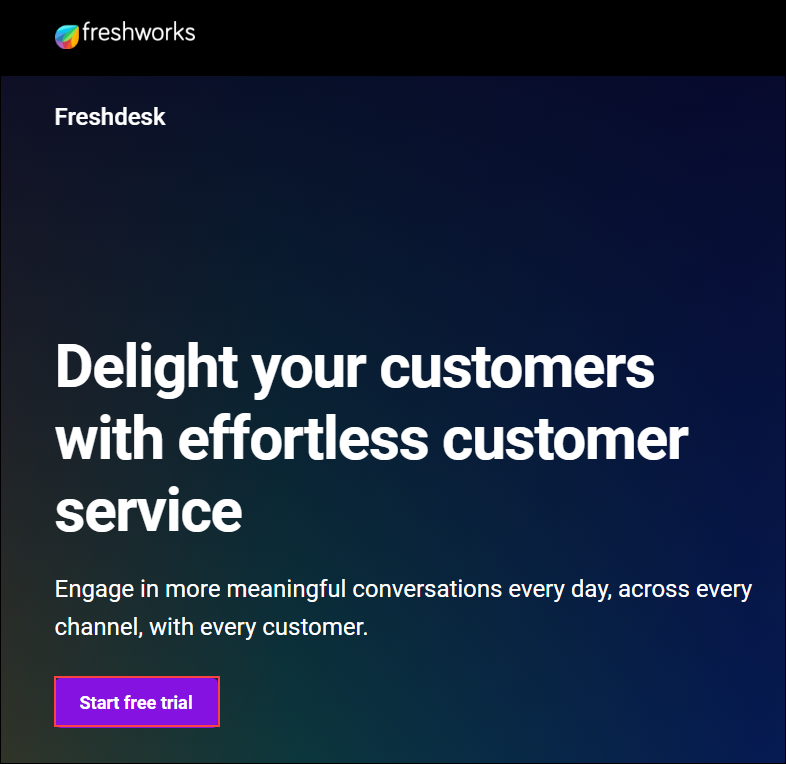 freshworks
Freshdesk
Delight your customers
with effortless customer
service
Engage in more meaningful conversations every day, across every
channel, with every customer.
Start free trial